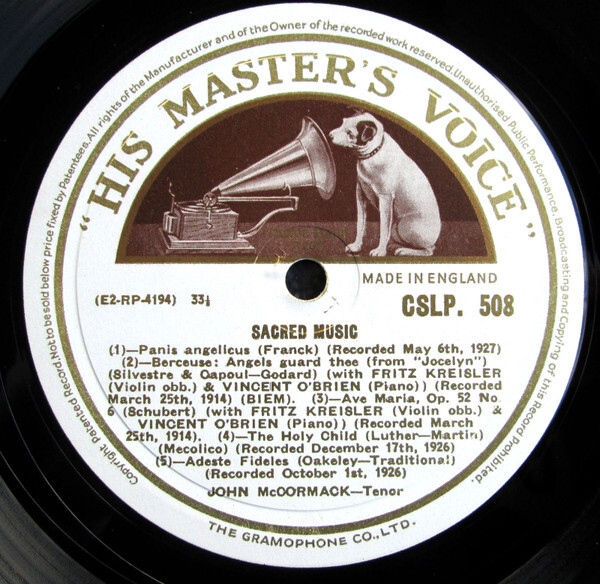 Copyright Patented Record. Not to be sold below price fixed by Patentees. All rights of the Manufacturer and of the Owner of the recorded work reserved. Unauthorised Public Performance, Broadcasting and Copying of this Record Prohibited.
"HIS MASTER'S VOICE"
MADE IN ENGLAND
(E2-RP-4194) 33⅓
CSLP. 508
SACRED MUSIC
(1)—Panis angelicus (Franck) (Recorded May 6th, 1927)
(2)—Berceuse: Angels guard thee (from "Jocelyn")
(Silvestre & Capoul—Godard) (with FRITZ KREISLER
(Violin obb.) & VINCENT O'BRIEN (Piano)) (Recorded
March 25th, 1914) (BIEM). (3)—Ave Maria, Op. 52 No.
6 (Schubert) (with FRITZ KREISLER (Violin obb.) &
VINCENT O'BRIEN (Piano)) (Recorded March
25th, 1914). (4)—The Holy Child (Luther—Martin)
(Mecolico) (Recorded December 17th, 1926)
(5)—Adeste Fideles (Oakeley—Traditional)
(Recorded October 1st, 1926)
JOHN McCORMACK—Tenor
THE GRAMOPHONE CO., LTD.